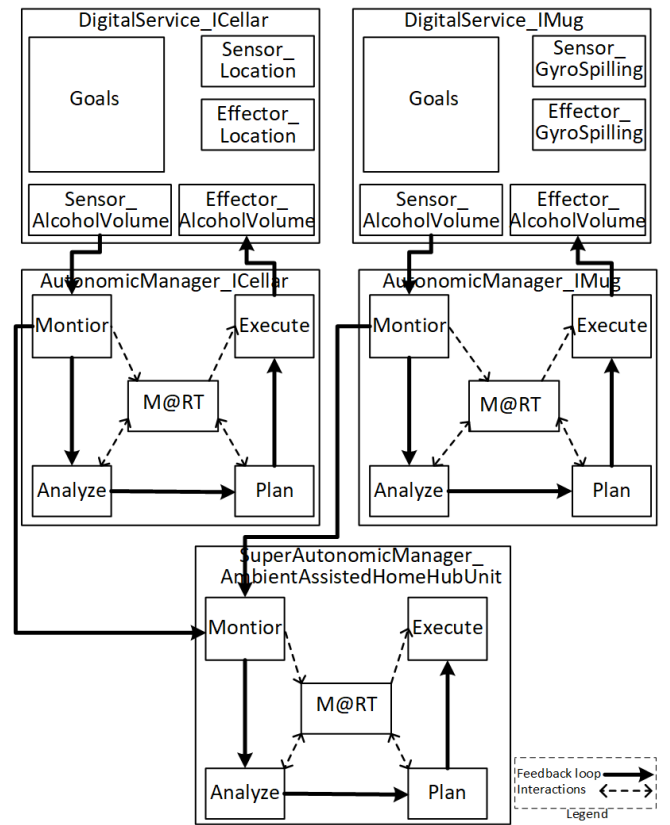 DigitalService_ICellar
Goals
Sensor_
Location
Effector_
Location
Sensor_
AlcoholVolume
Effector_
AlcoholVolume
DigitalService_IMug
Goals
Sensor_
GyroSpilling
Effector_
GyroSpilling
Sensor_
AlcoholVolume
Effector_
AlcoholVolume
AutonomicManager_ICellar
Montior
Execute
M@RT
Analyze
Plan
AutonomicManager_IMug
Montior
Execute
M@RT
Analyze
Plan
SuperAutonomicManager_
AmbientAssistedHomeHubUnit
Montior
Execute
M@RT
Analyze
Plan
Feedback loop
Interactions
Legend